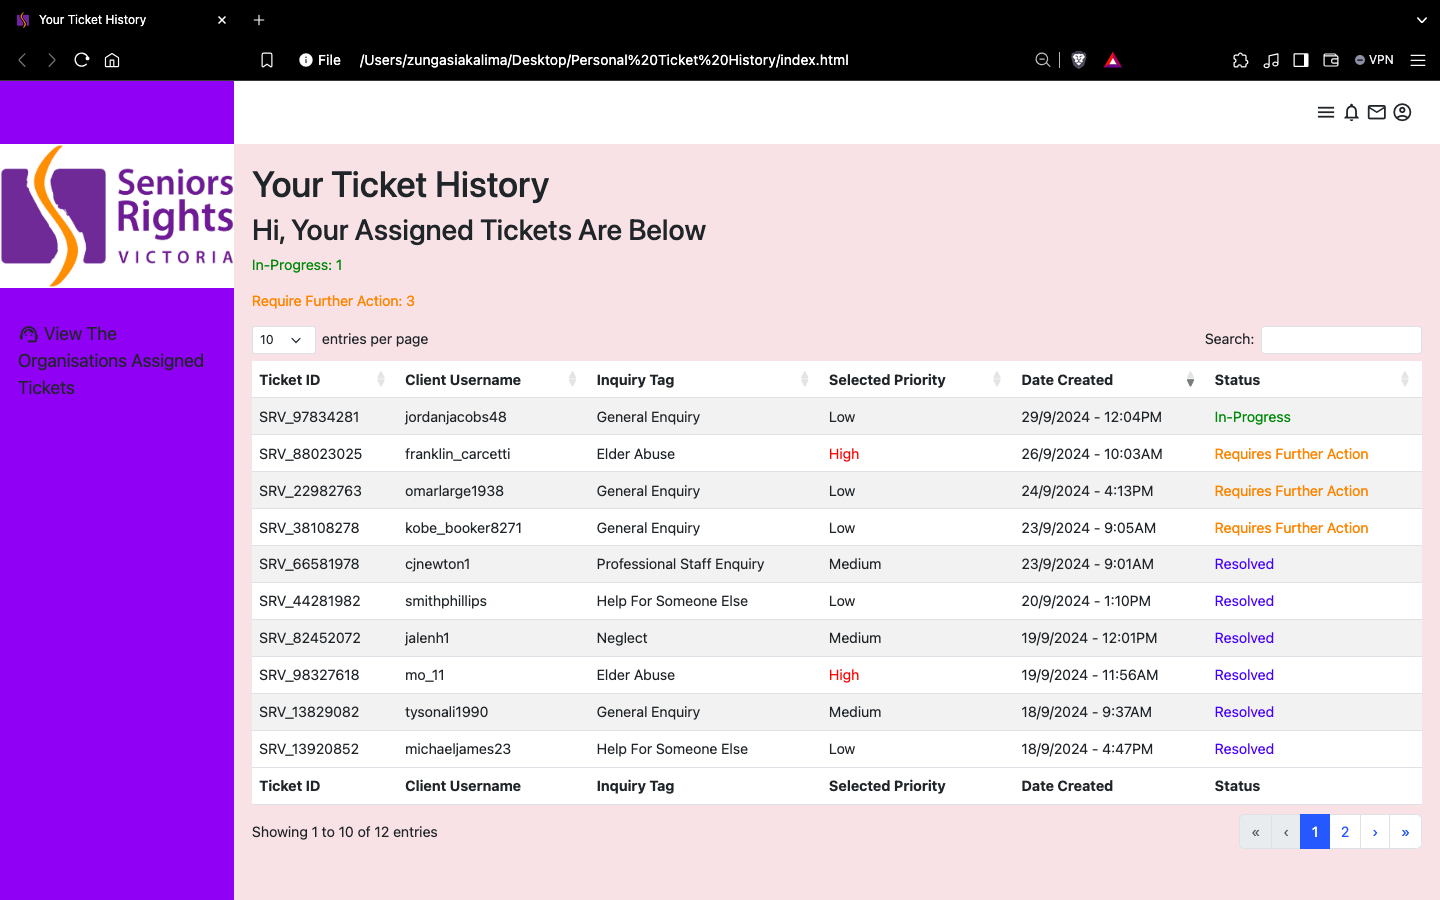 Your Ticket History
File /Users/zungasiakalima/Desktop/Personal%20Ticket%20History/index.html
VPN
Seniors
Rights
VICTORIA
View The
Organisations Assigned
Tickets
Your Ticket History
Hi, Your Assigned Tickets Are Below
In-Progress: 1
Require Further Action: 3
10 entries per page Search:
Ticket ID Client Username Inquiry Tag Selected Priority Date Created Status
SRV_97834281 jordanjacobs48 General Enquiry Low 29/9/2024 - 12:04PM In-Progress
SRV_88023025 franklin_carcetti Elder Abuse High 26/9/2024 - 10:03AM Requires Further Action
SRV_22982763 omarlarge1938 General Enquiry Low 24/9/2024 - 4:13PM Requires Further Action
SRV_38108278 kobe_booker8271 General Enquiry Low 23/9/2024 - 9:05AM Requires Further Action
SRV_66581978 cjnewton1 Professional Staff Enquiry Medium 23/9/2024 - 9:01AM Resolved
SRV_44281982 smithphillips Help For Someone Else Low 20/9/2024 - 1:10PM Resolved
SRV_82452072 jalenh1 Neglect Medium 19/9/2024 - 12:01PM Resolved
SRV_98327618 mo_11 Elder Abuse High 19/9/2024 - 11:56AM Resolved
SRV_13829082 tysonali1990 General Enquiry Medium 18/9/2024 - 9:37AM Resolved
SRV_13920852 michaeljames23 Help For Someone Else Low 18/9/2024 - 4:47PM Resolved
Ticket ID Client Username Inquiry Tag Selected Priority Date Created Status
Showing 1 to 10 of 12 entries « ‹ 1 2 › »